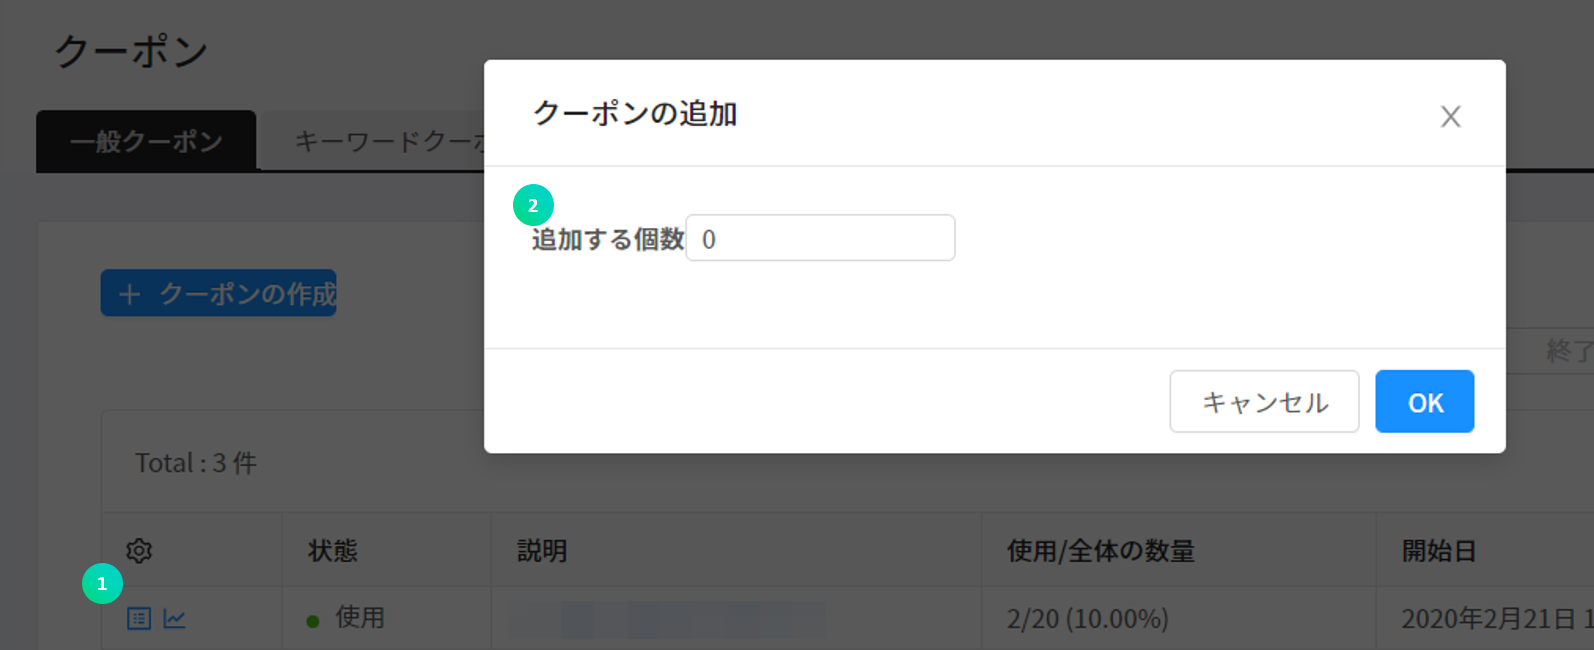 クーポン
一般クーポン
キーワードクーポ
クーポンの追加
2
追加する個数 0
+ クーポンの作成
終了
キャンセル
OK
Total : 3 件
状態 説明 使用/全体の数量 開始日
1
使用 2/20 (10.00%) 2020年2月21日 1